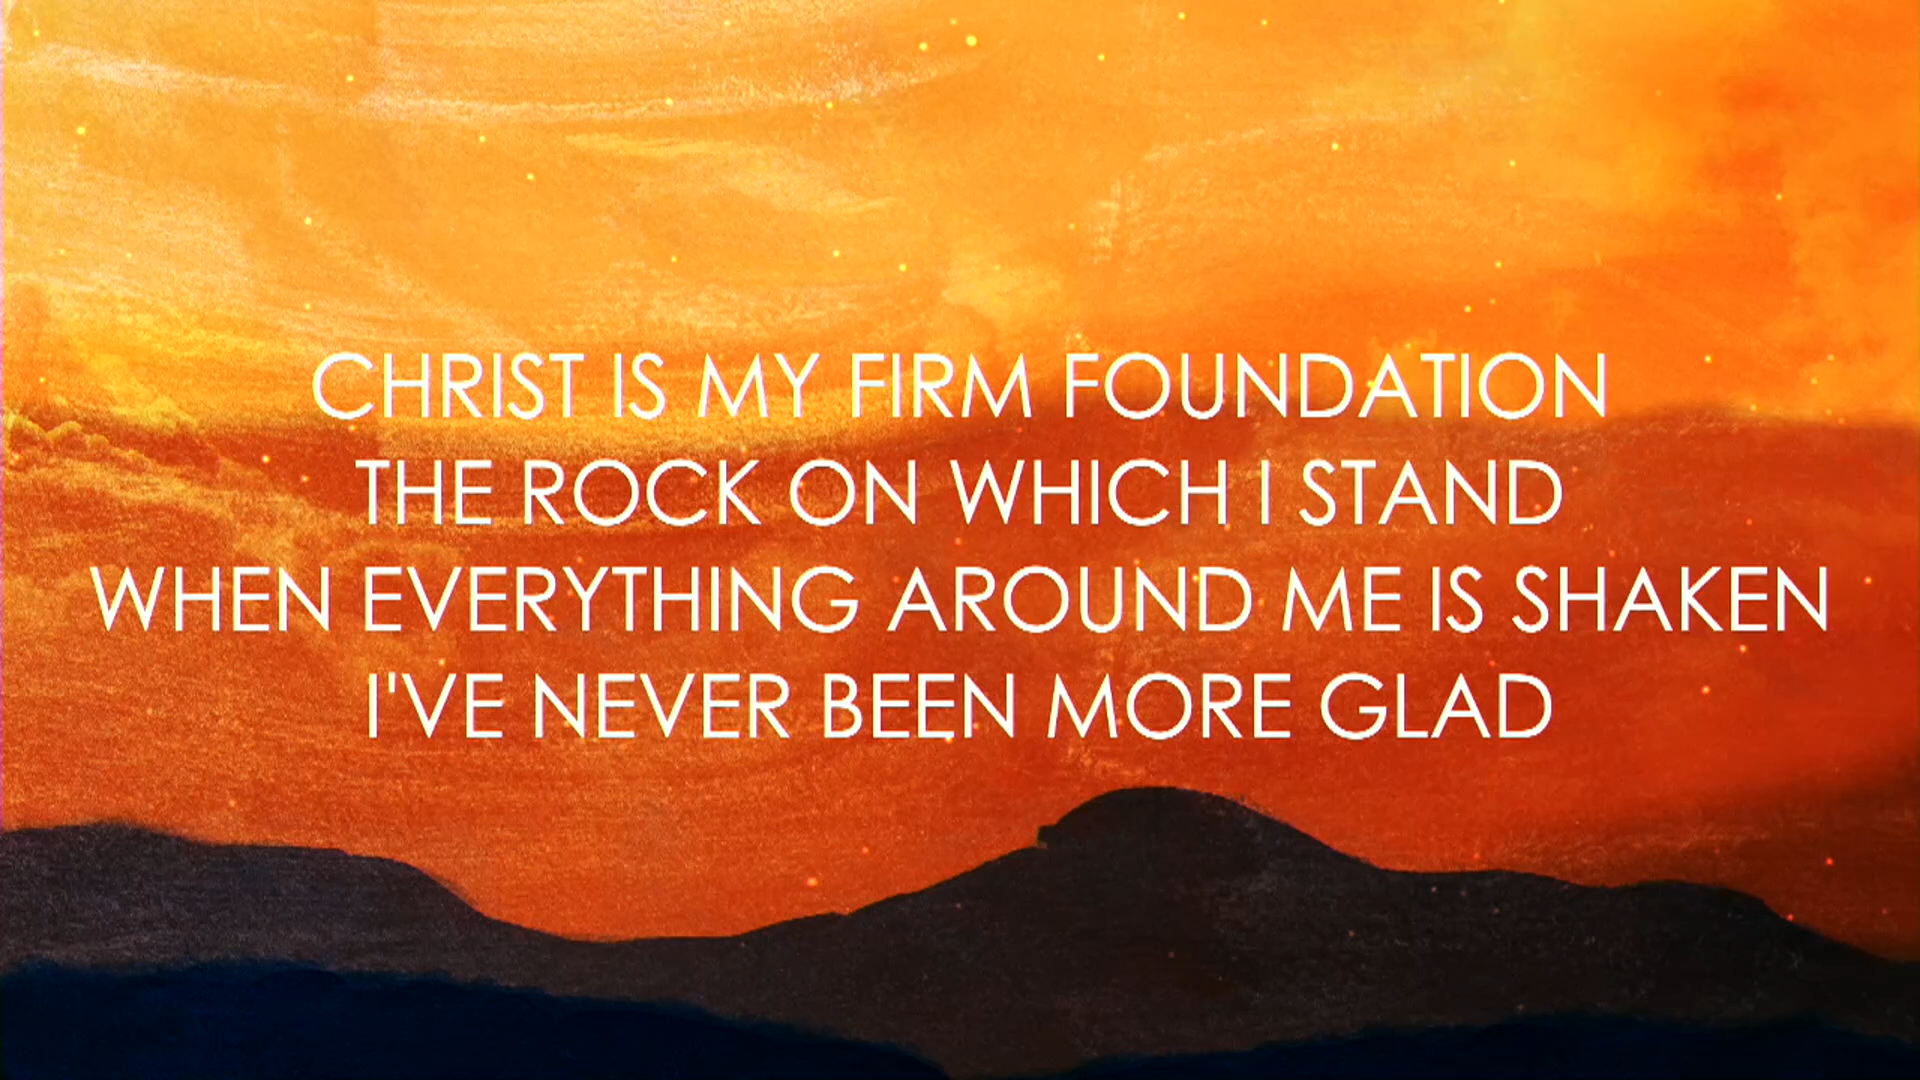 CHRIST IS MY FIRM FOUNDATION
THE ROCK ON WHICH I STAND
WHEN EVERYTHING AROUND ME IS SHAKEN
I'VE NEVER BEEN MORE GLAD